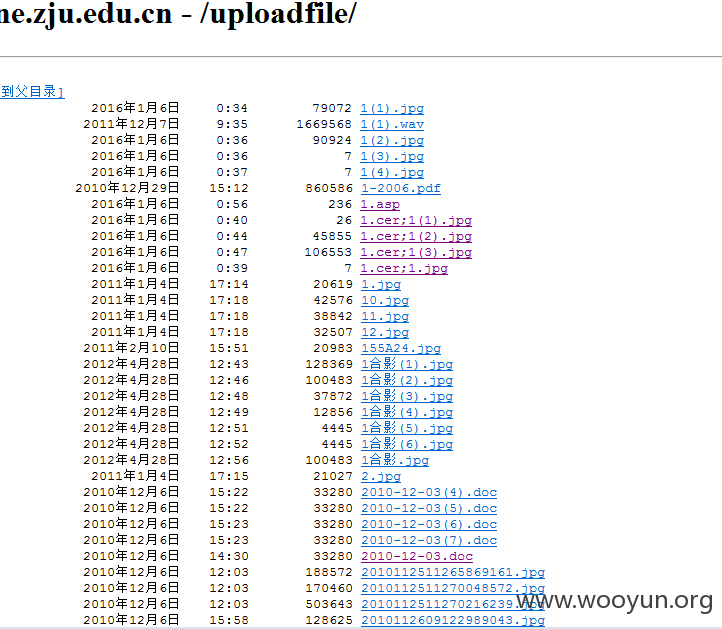 ne.zju.edu.cn - /uploadfile/
到父目录]
2016年1月6日 0:34 79072 1(1).jpg
2011年12月7日 9:35 1669568 1(1).wav
2016年1月6日 0:36 90924 1(2).jpg
2016年1月6日 0:36 7 1(3).jpg
2016年1月6日 0:37 7 1(4).jpg
2010年12月29日 15:12 860586 1-2006.pdf
2016年1月6日 0:56 236 1.asp
2016年1月6日 0:40 26 1.cer;1(1).jpg
2016年1月6日 0:44 45855 1.cer;1(2).jpg
2016年1月6日 0:47 106553 1.cer;1(3).jpg
2016年1月6日 0:39 7 1.cer;1.jpg
2011年1月4日 17:14 20619 1.jpg
2011年1月4日 17:18 42576 10.jpg
2011年1月4日 17:18 38842 11.jpg
2011年1月4日 17:18 32507 12.jpg
2011年2月10日 15:51 20983 155A24.jpg
2012年4月28日 12:43 128369 1合影(1).jpg
2012年4月28日 12:46 100483 1合影(2).jpg
2012年4月28日 12:48 37872 1合影(3).jpg
2012年4月28日 12:49 12856 1合影(4).jpg
2012年4月28日 12:51 4445 1合影(5).jpg
2012年4月28日 12:52 4445 1合影(6).jpg
2012年4月28日 12:56 100483 1合影.jpg
2011年1月4日 17:15 21027 2.jpg
2010年12月6日 15:22 33280 2010-12-03(4).doc
2010年12月6日 15:22 33280 2010-12-03(5).doc
2010年12月6日 15:23 33280 2010-12-03(6).doc
2010年12月6日 15:23 33280 2010-12-03(7).doc
2010年12月6日 14:30 33280 2010-12-03.doc
2010年12月6日 12:03 188572 2010112511265869161.jpg
2010年12月6日 12:03 170460 2010112511270048572.jpg
2010年12月6日 12:03 503643 2010112511270216239.jpg
2010年12月6日 15:58 128625 2010112609122989043.jpg
www.wooyun.org